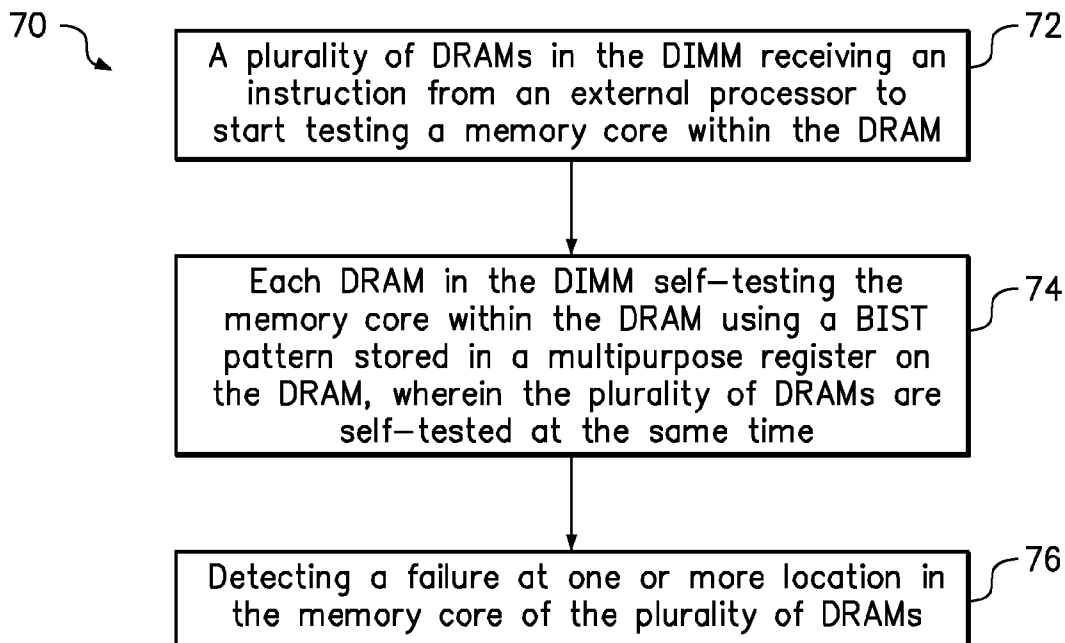 70
72
A plurality of DRAMs in the DIMM receiving an
instruction from an external processor to
start testing a memory core within the DRAM
74
Each DRAM in the DIMM self-testing the
memory core within the DRAM using a BIST
pattern stored in a multipurpose register on
the DRAM, wherein the plurality of DRAMs are
self-tested at the same time
76
Detecting a failure at one or more location in
the memory core of the plurality of DRAMs